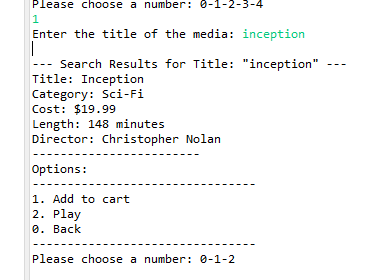 Please choose a number: 0-1-2-3-4
1
Enter the title of the media: inception
--- Search Results for Title: "inception" ---
Title: Inception
Category: Sci-Fi
Cost: $19.99
Length: 148 minutes
Director: Christopher Nolan
------------------------
Options:
--------------------------------
1. Add to cart
2. Play
0. Back
--------------------------------
Please choose a number: 0-1-2